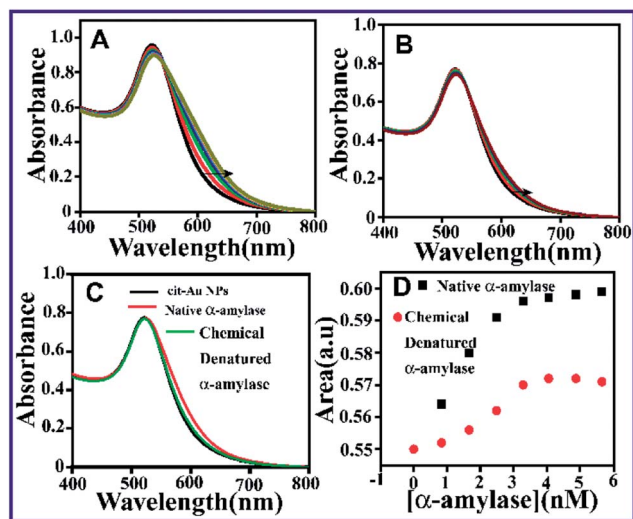 A
B
Absorbance
1.0
0.8
0.6
0.4
0.2
0
400 500 600 700 800
Wavelength(nm)
Absorbance
1.0
0.8
0.6
0.4
0.2
0
400 500 600 700 800
Wavelength(nm)
C
cit-Au NPs
Native α-amylase
Chemical
Denatured
α-amylase
Absorbance
1.0
0.8
0.6
0.4
0.2
0
400 500 600 700 800
Wavelength(nm)
D
Native α-amylase
Chemical
Denatured
α-amylase
Area(a.u)
0.60
0.59
0.58
0.57
0.56
0.55
-1 0 1 2 3 4 5 6
[α-amylase](nM)